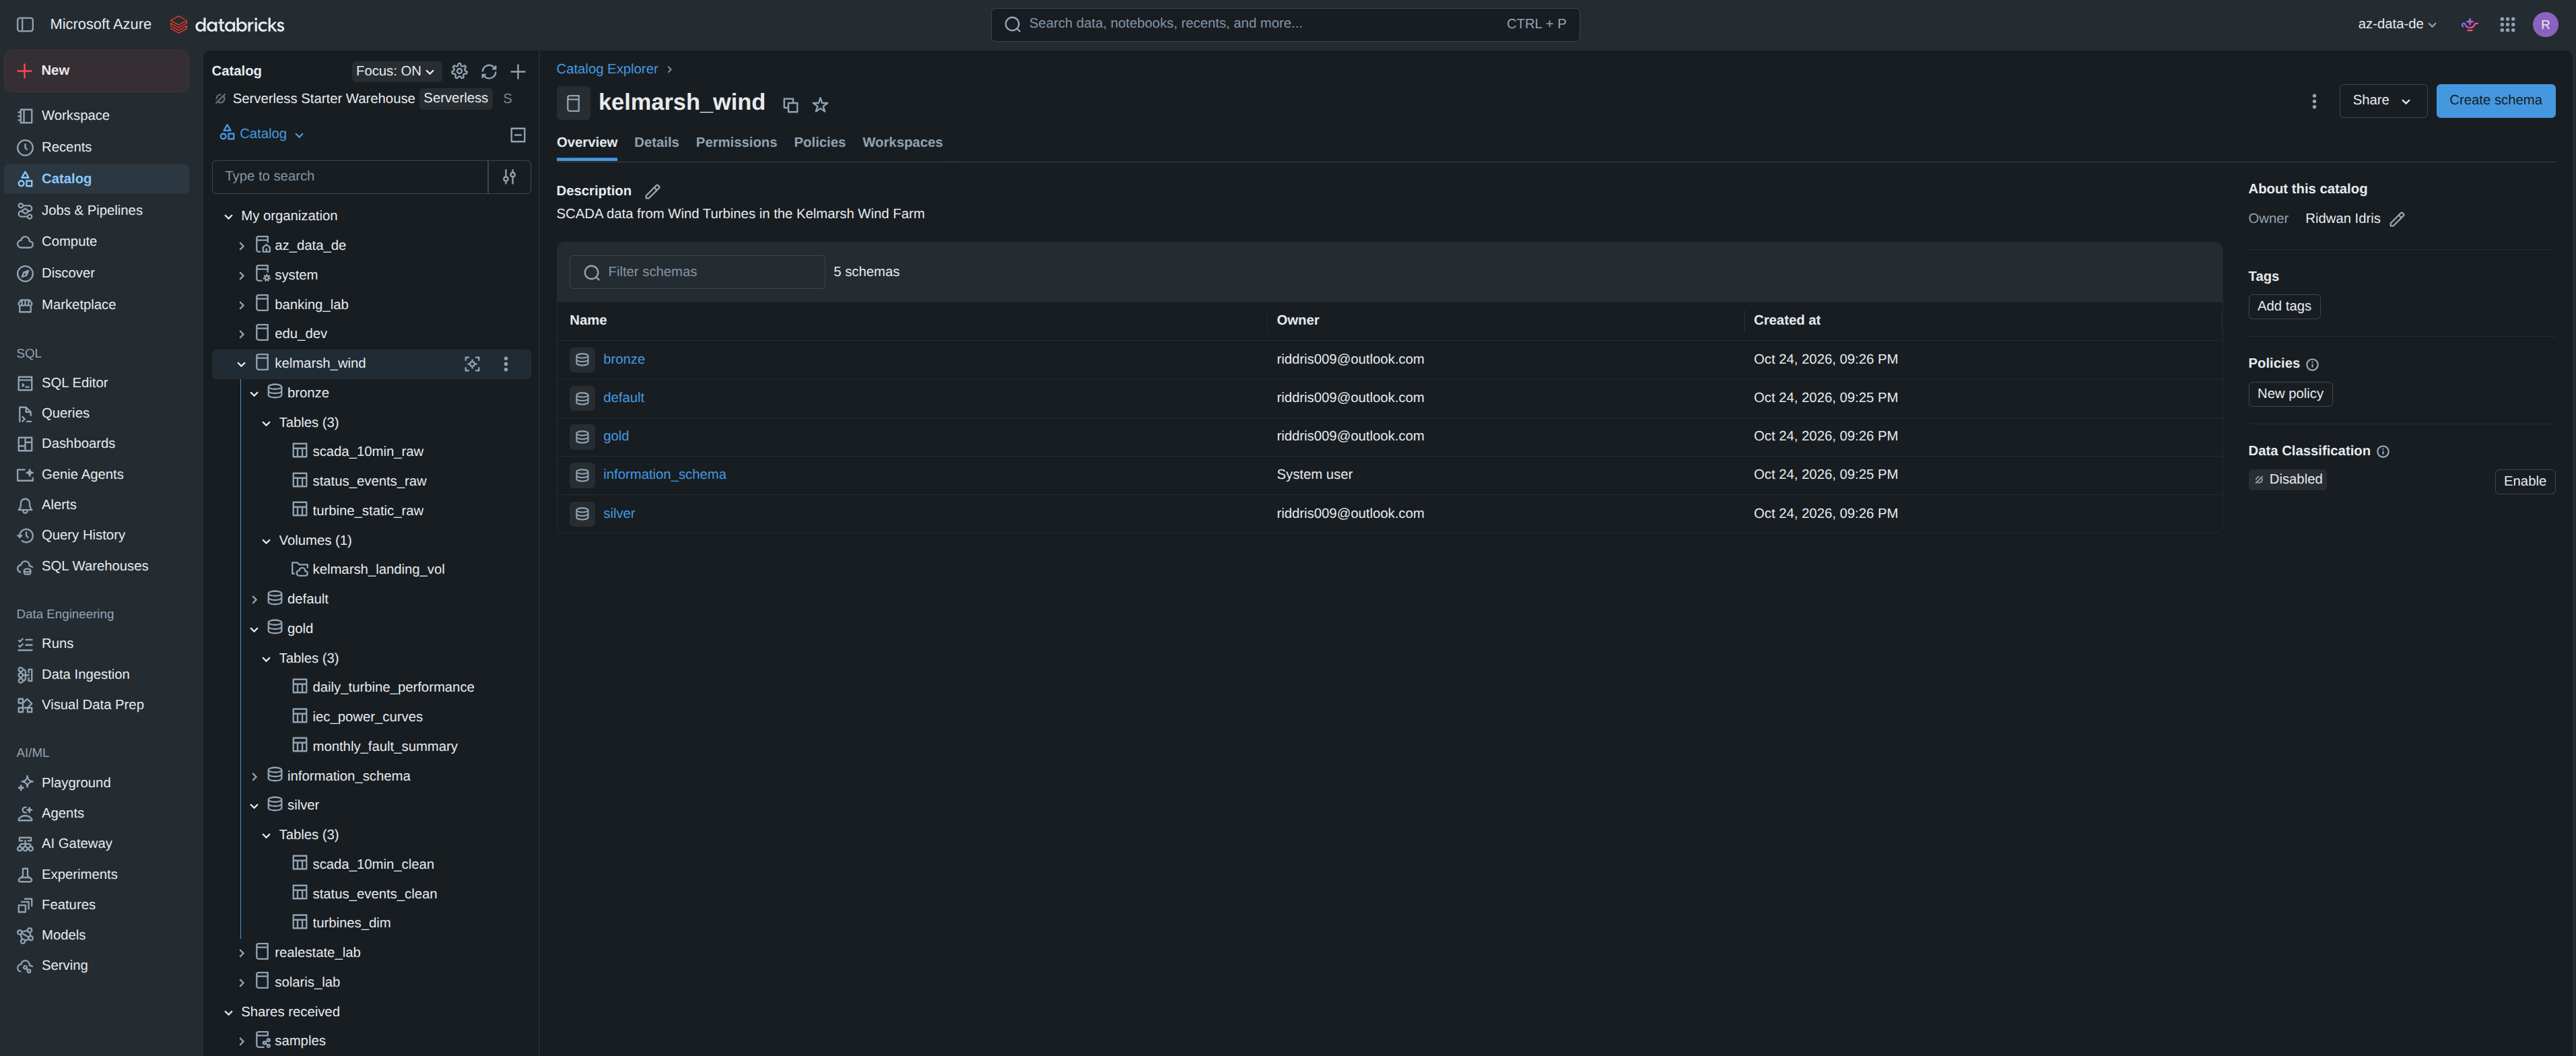 Microsoft Azure
databricks
Search data, notebooks, recents, and more...
CTRL + P
az-data-de
R
New
Workspace
Recents
Catalog
Jobs & Pipelines
Compute
Discover
Marketplace
SQL
SQL Editor
Queries
Dashboards
Genie Agents
Alerts
Query History
SQL Warehouses
Data Engineering
Runs
Data Ingestion
Visual Data Prep
AI/ML
Playground
Agents
AI Gateway
Experiments
Features
Models
Serving
Catalog
Focus: ON
Serverless Starter Warehouse Serverless S
Catalog
Type to search
My organization
az_data_de
system
banking_lab
edu_dev
kelmarsh_wind
bronze
Tables (3)
scada_10min_raw
status_events_raw
turbine_static_raw
Volumes (1)
kelmarsh_landing_vol
default
gold
Tables (3)
daily_turbine_performance
iec_power_curves
monthly_fault_summary
information_schema
silver
Tables (3)
scada_10min_clean
status_events_clean
turbines_dim
realestate_lab
solaris_lab
Shares received
samples
Catalog Explorer
kelmarsh_wind
Share
Create schema
Overview Details Permissions Policies Workspaces
Description
SCADA data from Wind Turbines in the Kelmarsh Wind Farm
Filter schemas
5 schemas
Name Owner Created at
bronze riddris009@outlook.com Oct 24, 2026, 09:26 PM
default riddris009@outlook.com Oct 24, 2026, 09:25 PM
gold riddris009@outlook.com Oct 24, 2026, 09:26 PM
information_schema System user Oct 24, 2026, 09:25 PM
silver riddris009@outlook.com Oct 24, 2026, 09:26 PM
About this catalog
Owner Ridwan Idris
Tags
Add tags
Policies
New policy
Data Classification
Disabled
Enable